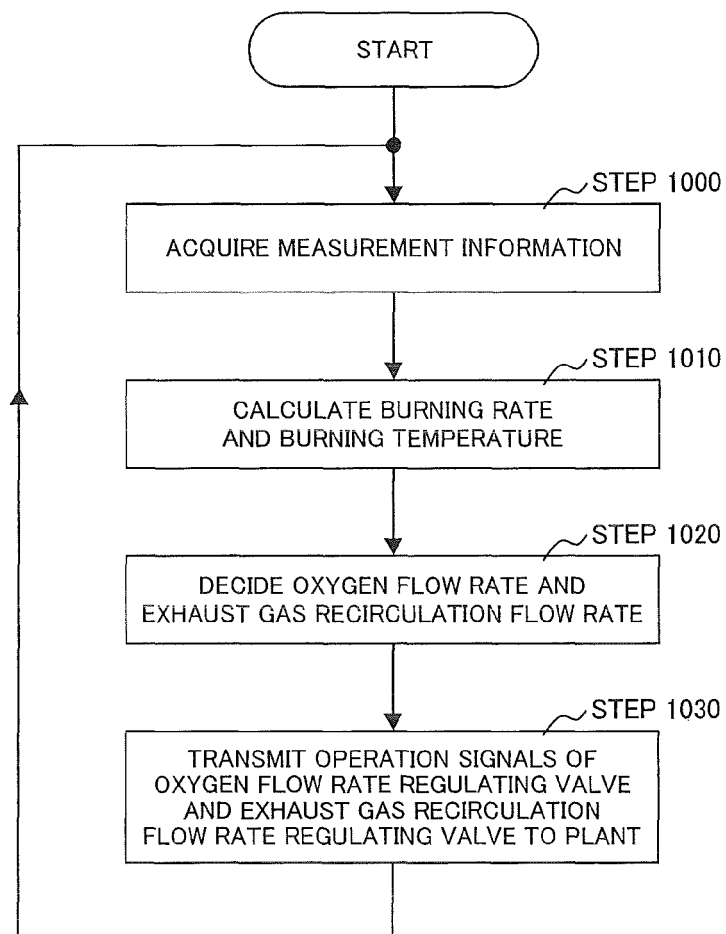 START
STEP 1000
ACQUIRE MEASUREMENT INFORMATION
STEP 1010
CALCULATE BURNING RATE
AND BURNING TEMPERATURE
STEP 1020
DECIDE OXYGEN FLOW RATE AND
EXHAUST GAS RECIRCULATION FLOW RATE
STEP 1030
TRANSMIT OPERATION SIGNALS OF
OXYGEN FLOW RATE REGULATING VALVE
AND EXHAUST GAS RECIRCULATION
FLOW RATE REGULATING VALVE TO PLANT